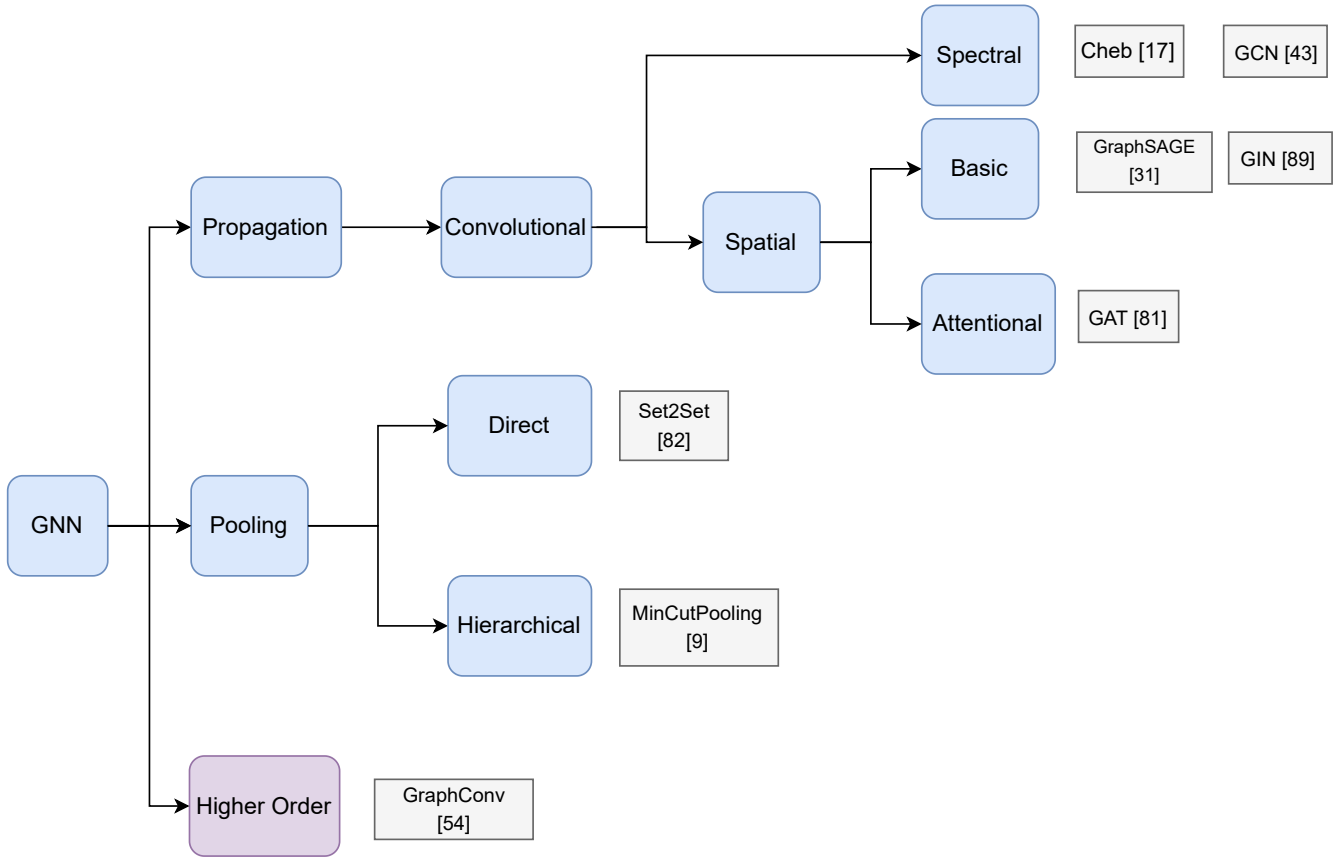 Spectral
Cheb [17]
GCN [43]
Basic
GraphSAGE
[31]
GIN [89]
Propagation
Convolutional
Spatial
Attentional
GAT [81]
Direct
Set2Set
[82]
GNN
Pooling
Hierarchical
MinCutPooling
[9]
Higher Order
GraphConv
[54]